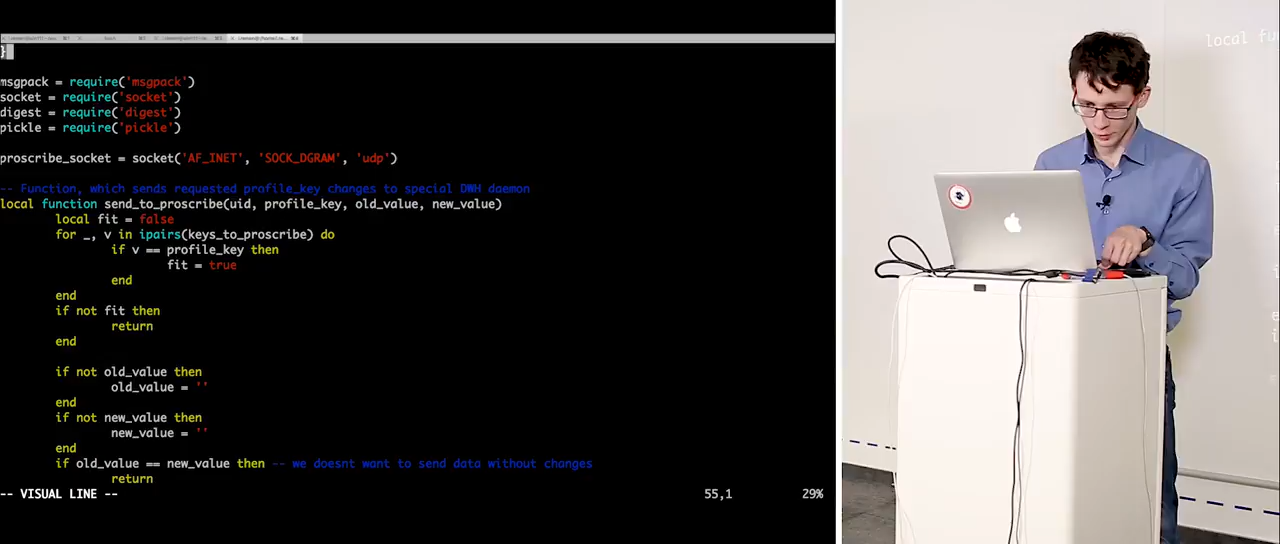 }
msgpack = require('msgpack')
socket = require('socket')
digest = require('digest')
pickle = require('pickle')
proscribe_socket = socket('AF_INET', 'SOCK_DGRAM', 'udp')
-- Function, which sends requested profile_key changes to special DWH daemon
local function send_to_proscribe(uid, profile_key, old_value, new_value)
local fit = false
for _, v in ipairs(keys_to_proscribe) do
if v == profile_key then
fit = true
end
end
if not fit then
return
end
if not old_value then
old_value = ''
end
if not new_value then
new_value = ''
end
if old_value == new_value then -- we doesnt want to send data without changes
return
-- VISUAL LINE --
55,1
29%
local fu